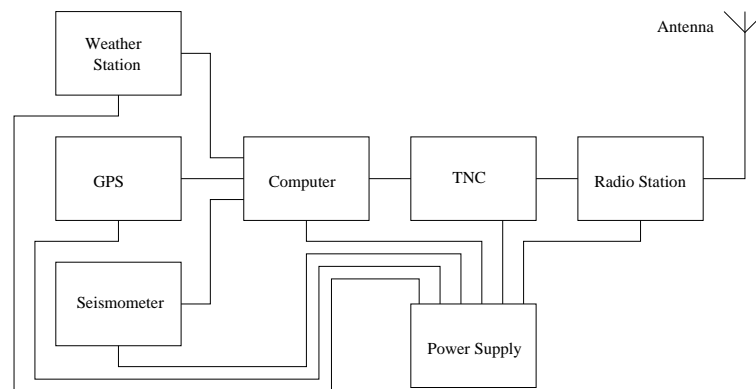 Antenna
Weather
Station
GPS
Computer
TNC
Radio Station
Seismometer
Power Supply